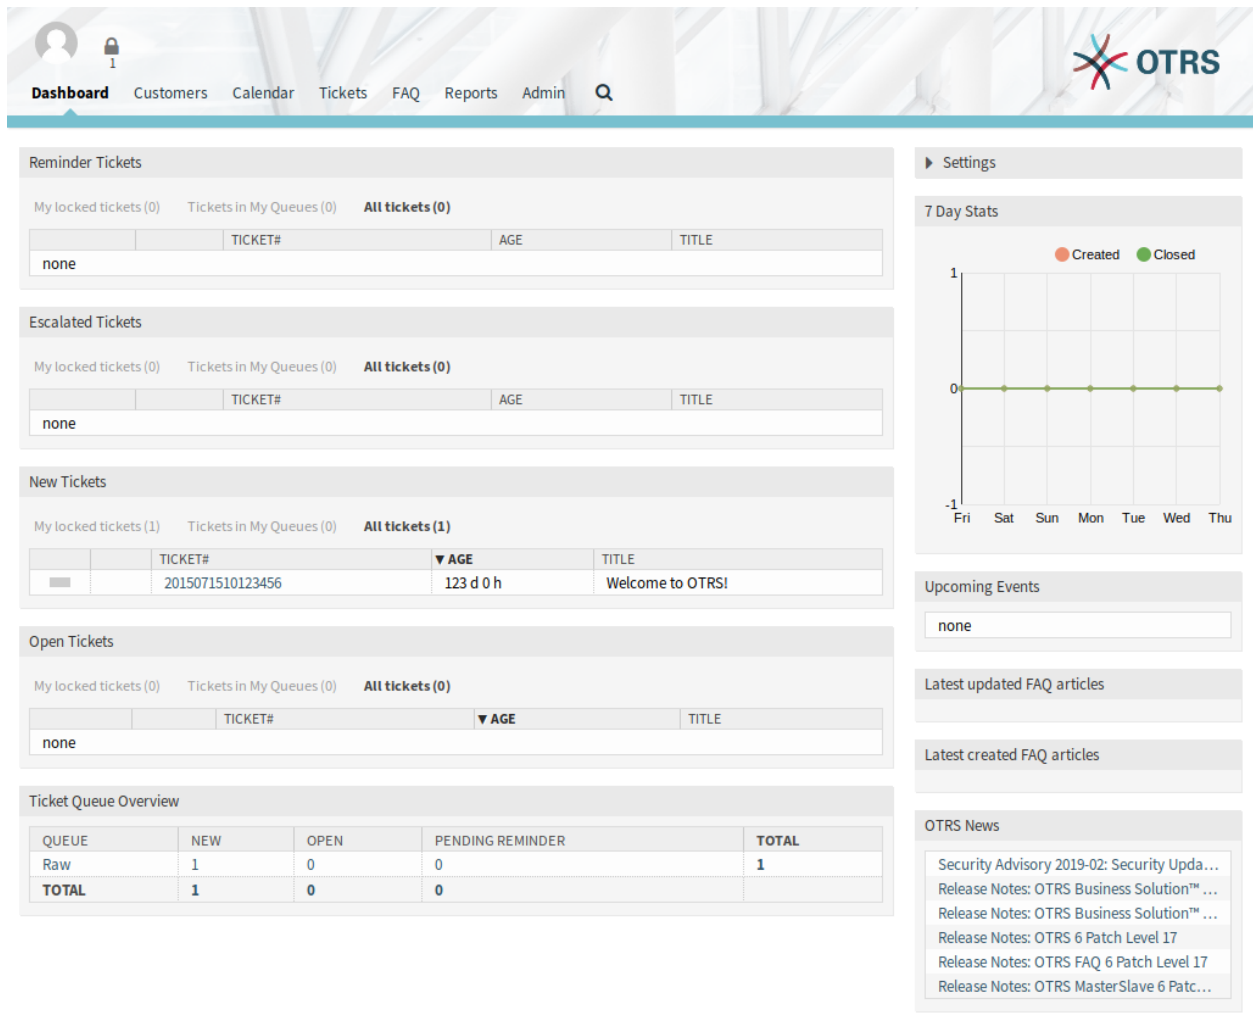 1
OTRS
Dashboard Customers Calendar Tickets FAQ Reports Admin
Reminder Tickets
My locked tickets (0) Tickets in My Queues (0) All tickets (0)
TICKET# AGE TITLE
none
Escalated Tickets
My locked tickets (0) Tickets in My Queues (0) All tickets (0)
TICKET# AGE TITLE
none
New Tickets
My locked tickets (1) Tickets in My Queues (0) All tickets (1)
TICKET# ▼ AGE TITLE
2015071510123456 123 d 0 h Welcome to OTRS!
Open Tickets
My locked tickets (0) Tickets in My Queues (0) All tickets (0)
TICKET# ▼ AGE TITLE
none
Ticket Queue Overview
QUEUE NEW OPEN PENDING REMINDER TOTAL
Raw 1 0 0 1
TOTAL 1 0 0
Settings
7 Day Stats
Created Closed
1
0
-1
Fri Sat Sun Mon Tue Wed Thu
Upcoming Events
none
Latest updated FAQ articles
Latest created FAQ articles
OTRS News
Security Advisory 2019-02: Security Upda...
Release Notes: OTRS Business Solution™ ...
Release Notes: OTRS Business Solution™ ...
Release Notes: OTRS 6 Patch Level 17
Release Notes: OTRS FAQ 6 Patch Level 17
Release Notes: OTRS MasterSlave 6 Patc...